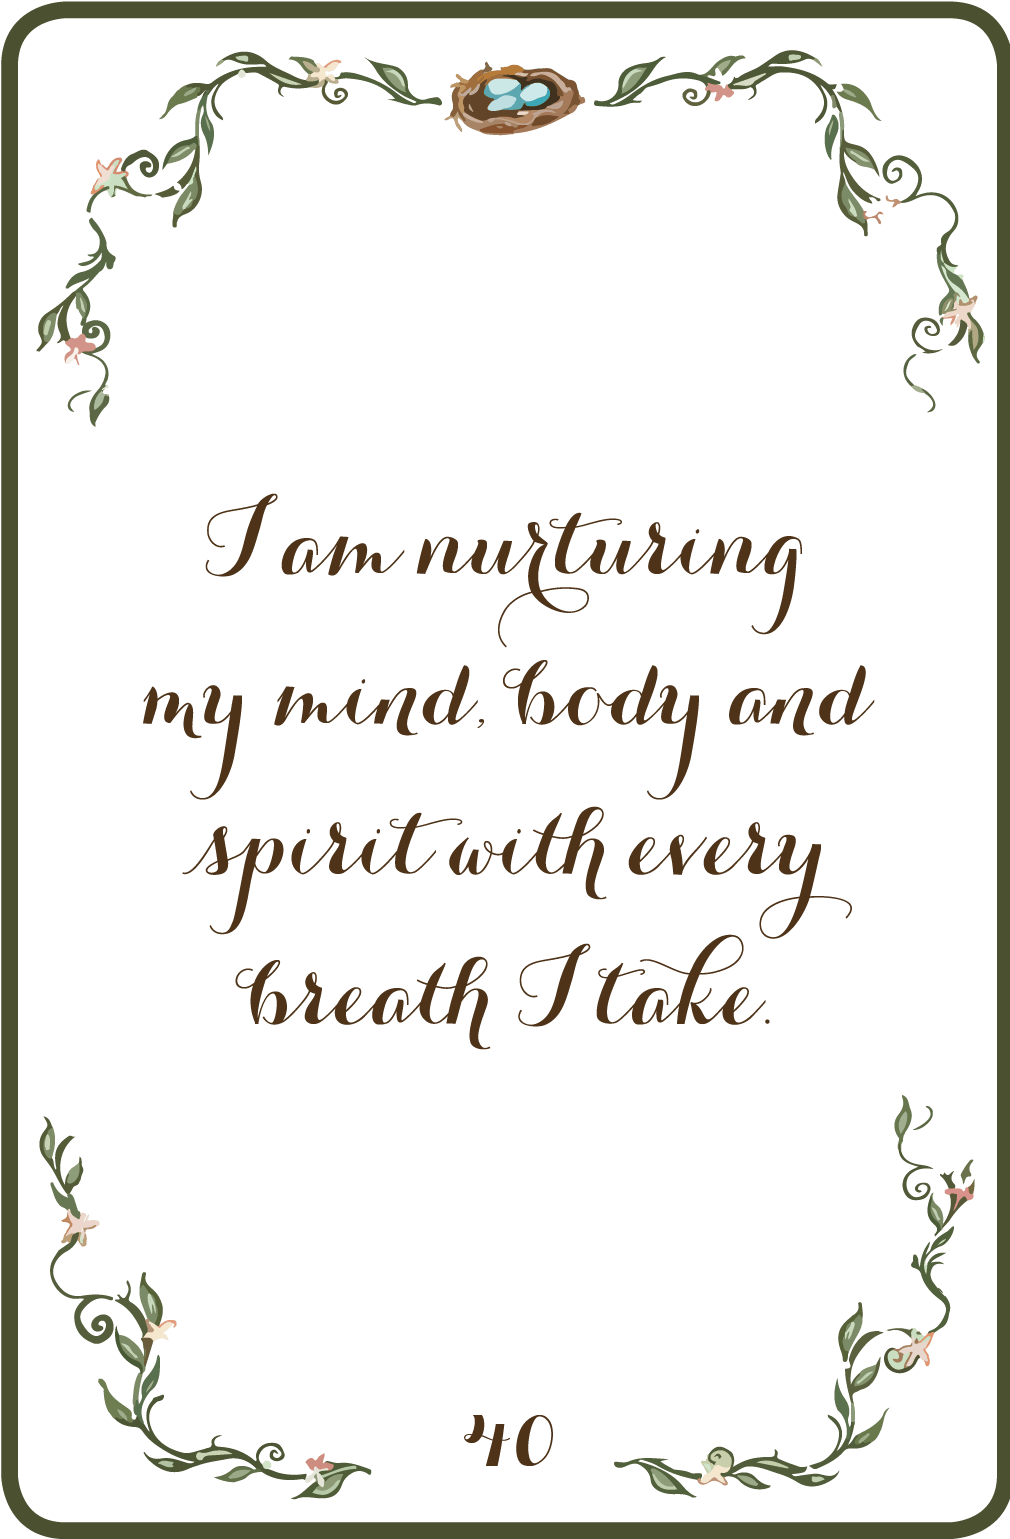 I am nurturing
my mind, body and
spirit with every
breath I take.
40